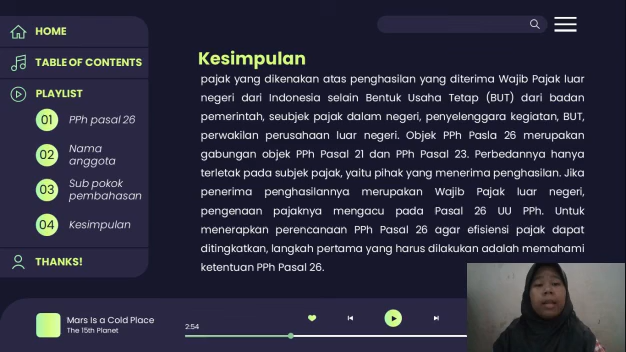 HOME
TABLE OF CONTENTS
PLAYLIST
01 PPh pasal 26
02 Nama
anggota
03 Sub pokok
pembahasan
04 Kesimpulan
THANKS!
Kesimpulan
pajak yang dikenakan atas penghasilan yang diterima Wajib Pajak luar
negeri dari Indonesia selain Bentuk Usaha Tetap (BUT) dari badan
pemerintah, seubjek pajak dalam negeri, penyelenggara kegiatan, BUT,
perwakilan perusahaan luar negeri. Objek PPh Pasla 26 merupakan
gabungan objek PPh Pasal 21 dan PPh Pasal 23. Perbedannya hanya
terletak pada subjek pajak, yaitu pihak yang menerima penghasilan. Jika
penerima penghasilannya merupakan Wajib Pajak luar negeri,
pengenaan pajaknya mengacu pada Pasal 26 UU PPh. Untuk
menerapkan perencanaan PPh Pasal 26 agar efisiensi pajak dapat
ditingkatkan, langkah pertama yang harus dilakukan adalah memahami
ketentuan PPh Pasal 26.
Mars Is a Cold Place
The 15th Planet
2:54